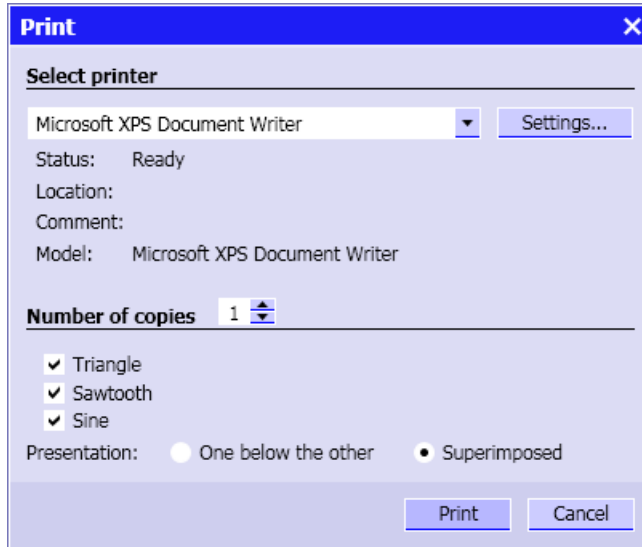 Print
Select printer
Microsoft XPS Document Writer Settings...
Status: Ready
Location:
Comment:
Model: Microsoft XPS Document Writer
Number of copies 1
Triangle
Sawtooth
Sine
Presentation: One below the other Superimposed
Print Cancel